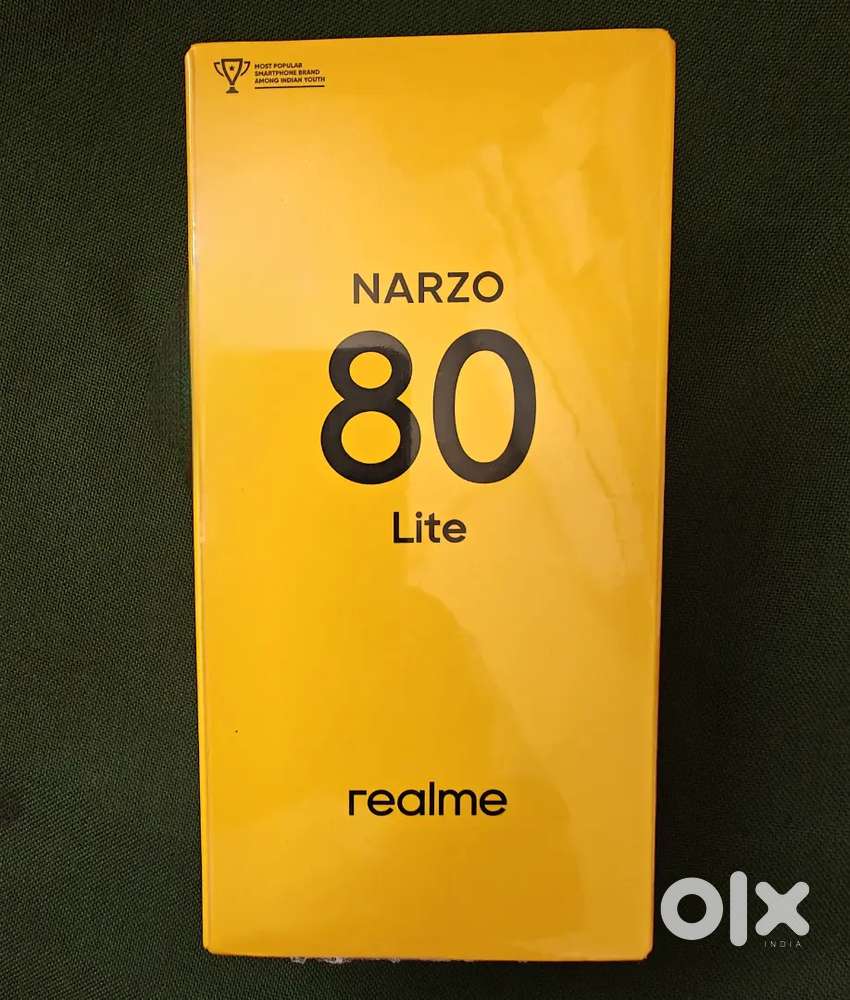 MOST POPULAR
SMARTPHONE BRAND
AMONG INDIAN YOUTH
NARZO
80
Lite
realme
olx
INDIA